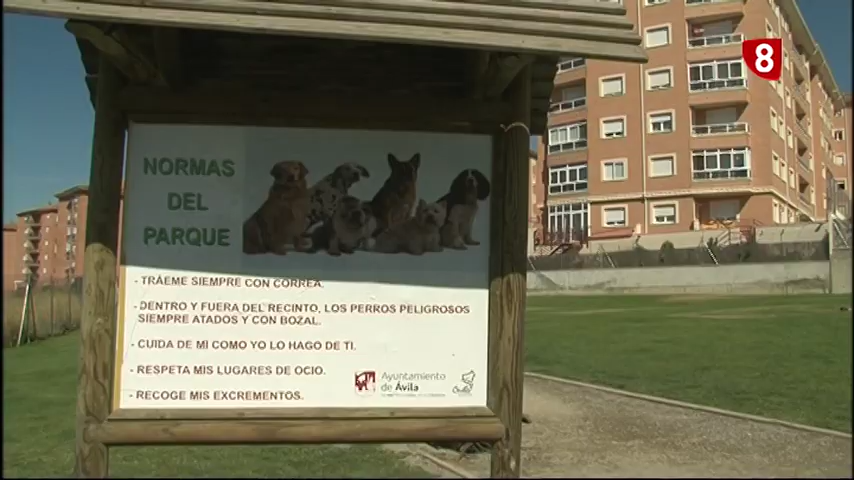 8
NORMAS
DEL
PARQUE
- TRÁEME SIEMPRE CON CORREA.
- DENTRO Y FUERA DEL RECINTO, LOS PERROS PELIGROSOS
SIEMPRE ATADOS Y CON BOZAL.
- CUIDA DE MI COMO YO LO HAGO DE TI.
- RESPETA MIS LUGARES DE OCIO.
- RECOGE MIS EXCREMENTOS.
Ayuntamiento
de Ávila